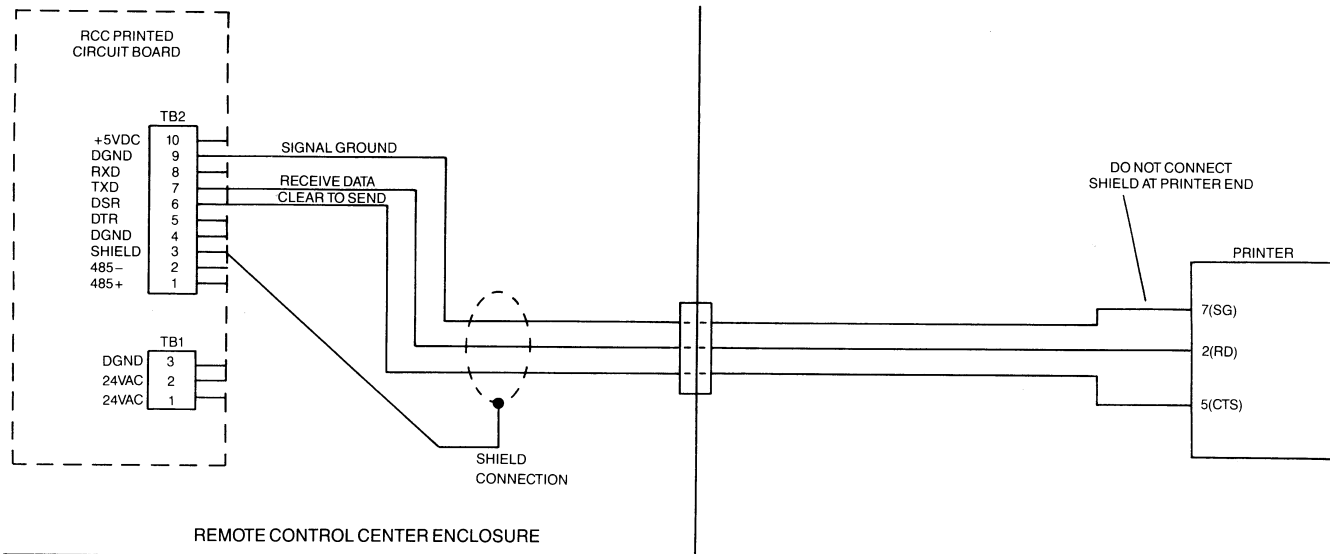 RCC PRINTED
CIRCUIT BOARD
TB2
+5VDC 10
DGND 9
RXD 8
TXD 7
DSR 6
DTR 5
DGND 4
SHIELD 3
485− 2
485+ 1
SIGNAL GROUND
RECEIVE DATA
CLEAR TO SEND
TB1
DGND 3
24VAC 2
24VAC 1
SHIELD
CONNECTION
REMOTE CONTROL CENTER ENCLOSURE
DO NOT CONNECT
SHIELD AT PRINTER END
PRINTER
7(SG)
2(RD)
5(CTS)